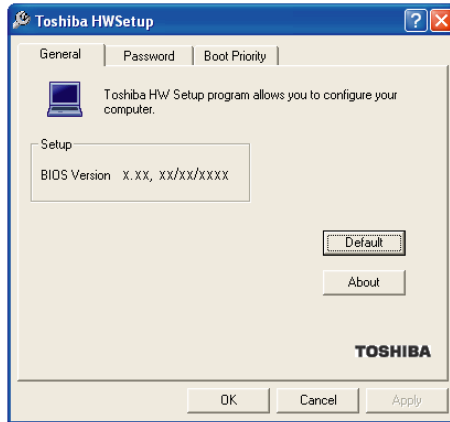 Toshiba HWSetup
General Password Boot Priority
Toshiba HW Setup program allows you to configure your
computer.
Setup
BIOS Version x.xx, xx/xx/xxxx
Default
About
TOSHIBA
OK Cancel Apply